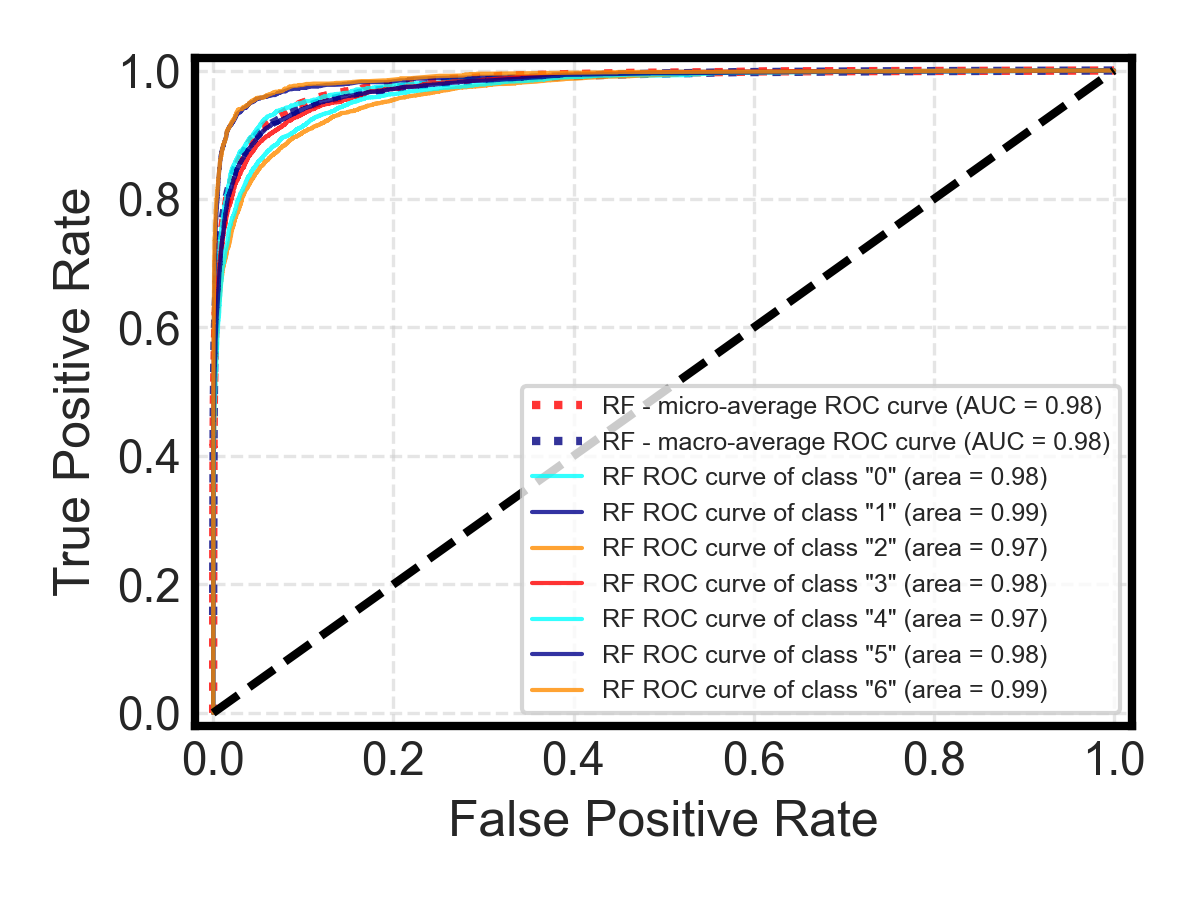 1.0
0.8
0.6
0.4
0.2
0.0
True Positive Rate
RF - micro-average ROC curve (AUC = 0.98)
RF - macro-average ROC curve (AUC = 0.98)
RF ROC curve of class "0" (area = 0.98)
RF ROC curve of class "1" (area = 0.99)
RF ROC curve of class "2" (area = 0.97)
RF ROC curve of class "3" (area = 0.98)
RF ROC curve of class "4" (area = 0.97)
RF ROC curve of class "5" (area = 0.98)
RF ROC curve of class "6" (area = 0.99)
0.0 0.2 0.4 0.6 0.8 1.0
False Positive Rate